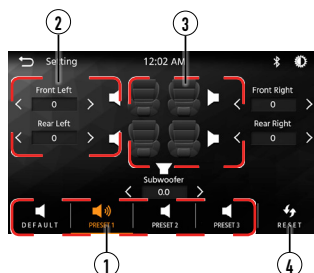 2
3
Setting
12:02 AM
Front Left
Front Right
0
0
Rear Left
Rear Right
0
0
Subwoofer
0.0
DEFAULT
PRESET 1
PRESET 2
PRESET 3
RESET
1
4